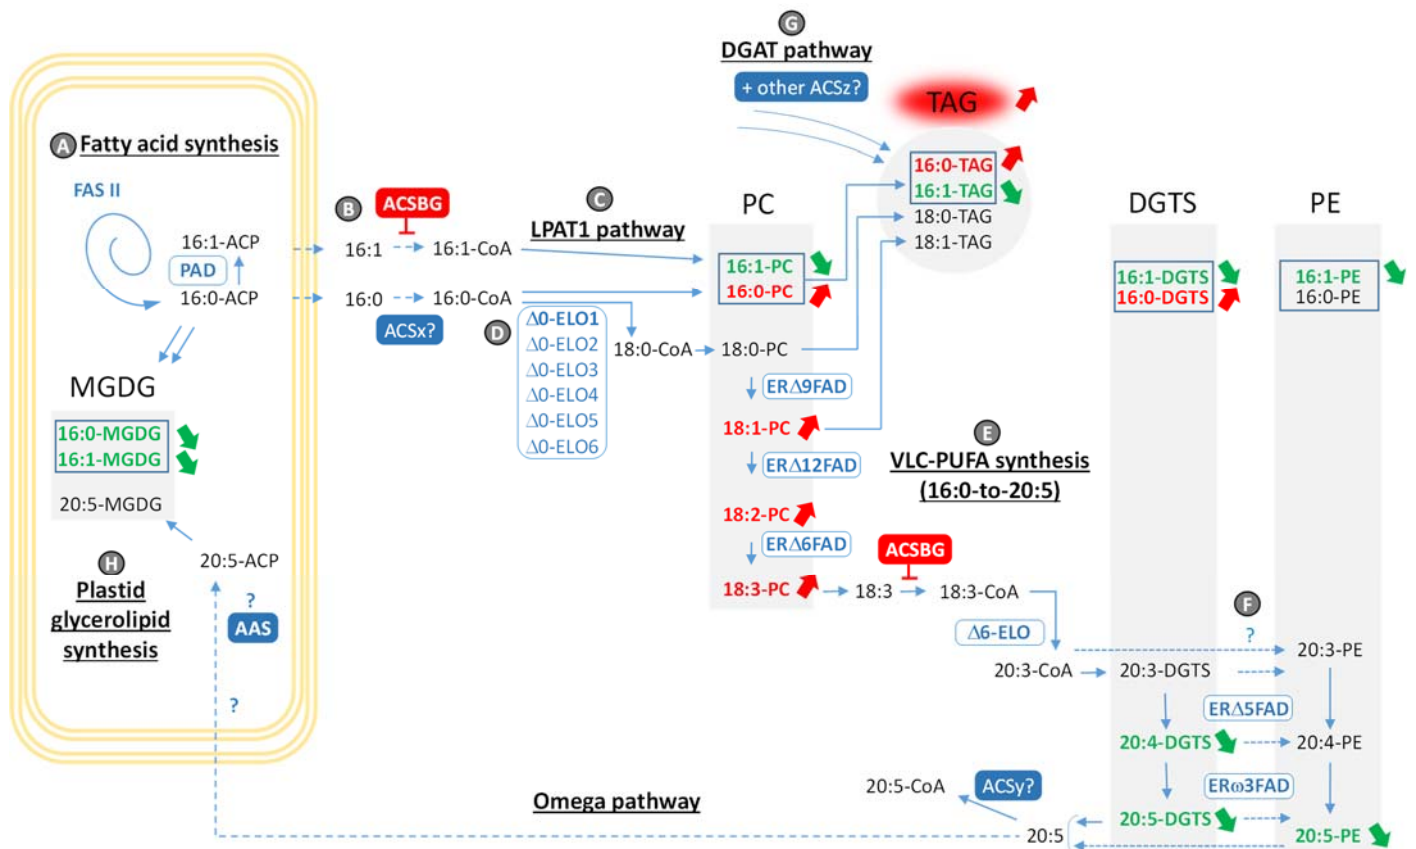 G
DGAT pathway
+ other ACSz?
TAG
A Fatty acid synthesis
FAS II
16:1-ACP
PAD
16:0-ACP
MGDG
16:0-MGDG
16:1-MGDG
20:5-MGDG
20:5-ACP
H
Plastid
glycerolipid
synthesis
?
AAS
?
B
ACSBG
16:1
16:1-CoA
16:0
16:0-CoA
ACSx?
C
LPAT1 pathway
D
Δ0-ELO1
Δ0-ELO2
Δ0-ELO3
Δ0-ELO4
Δ0-ELO5
Δ0-ELO6
18:0-CoA
PC
16:1-PC
16:0-PC
18:0-PC
ERΔ9FAD
18:1-PC
ERΔ12FAD
18:2-PC
ERΔ6FAD
18:3-PC
16:0-TAG
16:1-TAG
18:0-TAG
18:1-TAG
E
VLC-PUFA synthesis
(16:0-to-20:5)
ACSBG
18:3
18:3-CoA
Δ6-ELO
20:3-CoA
DGTS
16:1-DGTS
16:0-DGTS
20:3-DGTS
20:4-DGTS
20:5-DGTS
PE
16:1-PE
16:0-PE
F
?
20:3-PE
ERΔ5FAD
20:4-PE
ERω3FAD
20:5-PE
20:5-CoA
ACSy?
20:5
Omega pathway